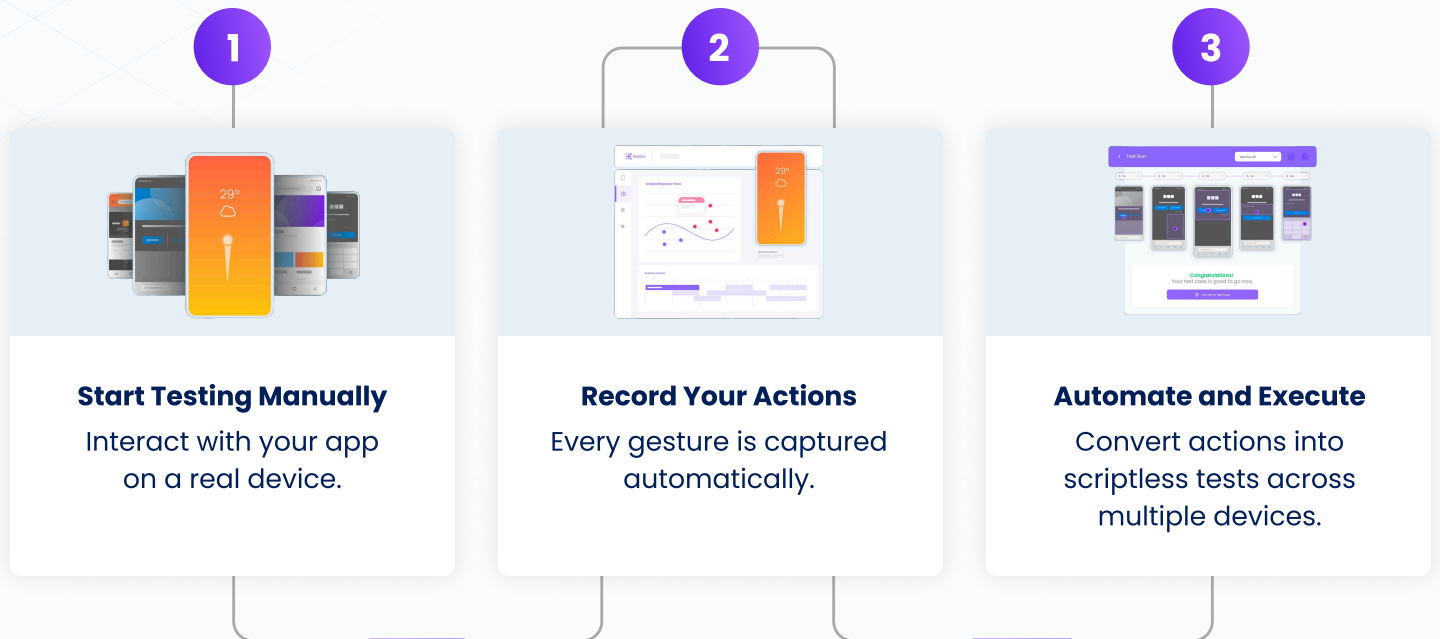 1
2
3
29°
29°
Test Run
Congratulations!
Your test case is good to go now.
Start Testing Manually
Interact with your app
on a real device.
Record Your Actions
Every gesture is captured
automatically.
Automate and Execute
Convert actions into
scriptless tests across
multiple devices.